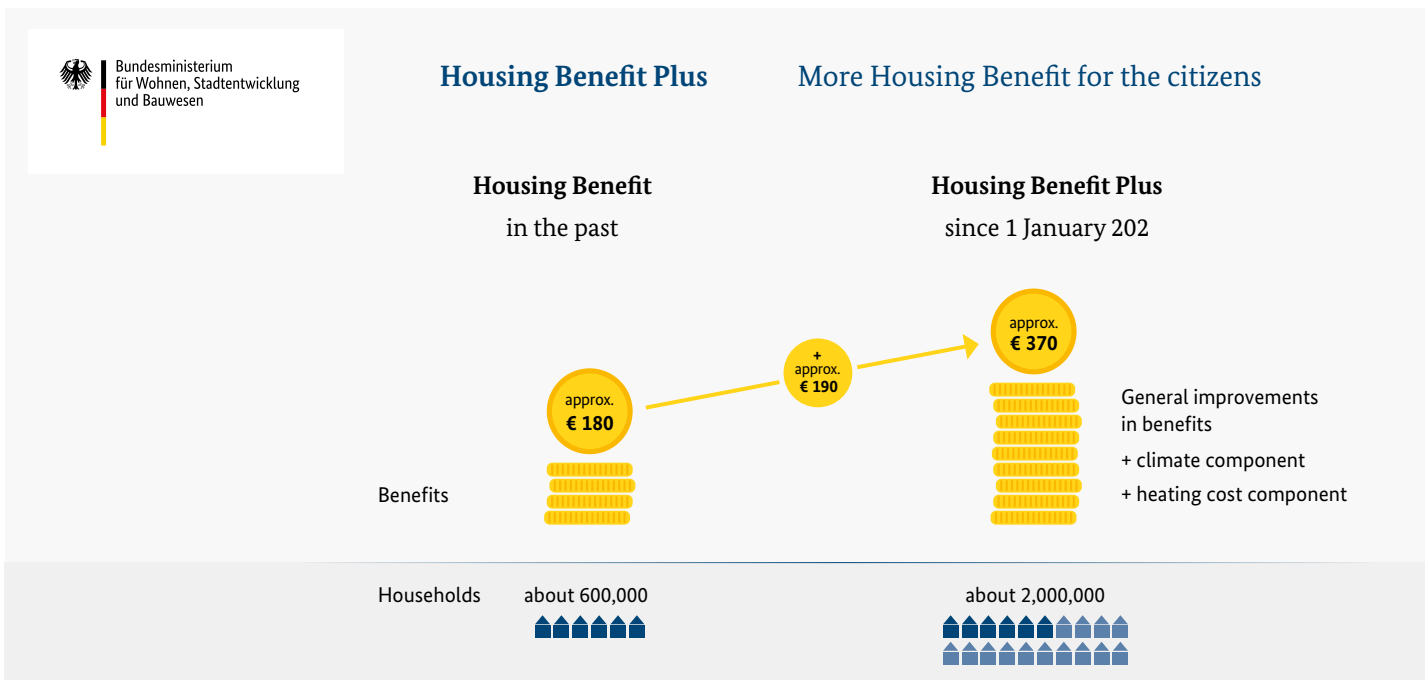 Bundesministerium
für Wohnen, Stadtentwicklung
und Bauwesen
Housing Benefit Plus
More Housing Benefit for the citizens
Housing Benefit
in the past
Housing Benefit Plus
since 1 January 202
approx.
€ 180
+
approx.
€ 190
approx.
€ 370
General improvements
in benefits
+ climate component
+ heating cost component
Benefits
Households
about 600,000
about 2,000,000